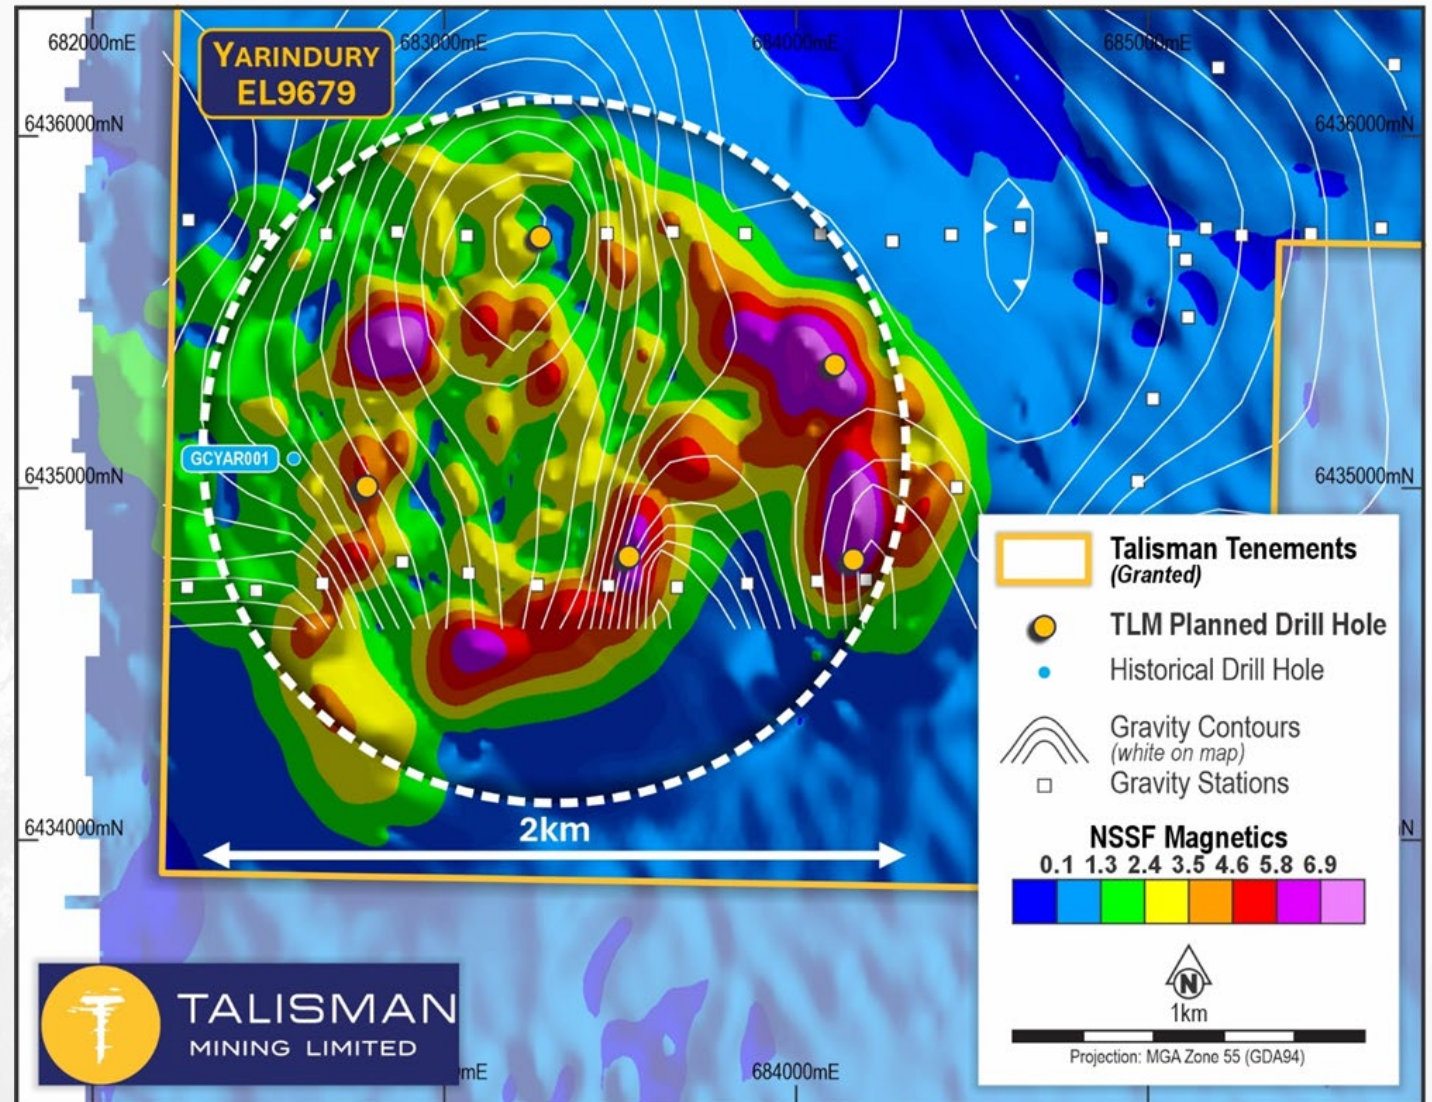 682000mE
683000mE
684000mE
685000mE
YARINDURY
EL9679
6436000mN
6436000mN
GCYAR001
6435000mN
6435000mN
Talisman Tenements
(Granted)
TLM Planned Drill Hole
Historical Drill Hole
Gravity Contours
(white on map)
Gravity Stations
6434000mN
N
2km
NSSF Magnetics
0.1 1.3 2.4 3.5 4.6 5.8 6.9
N
1km
Projection: MGA Zone 55 (GDA94)
TALISMAN
MINING LIMITED
mE
684000mE